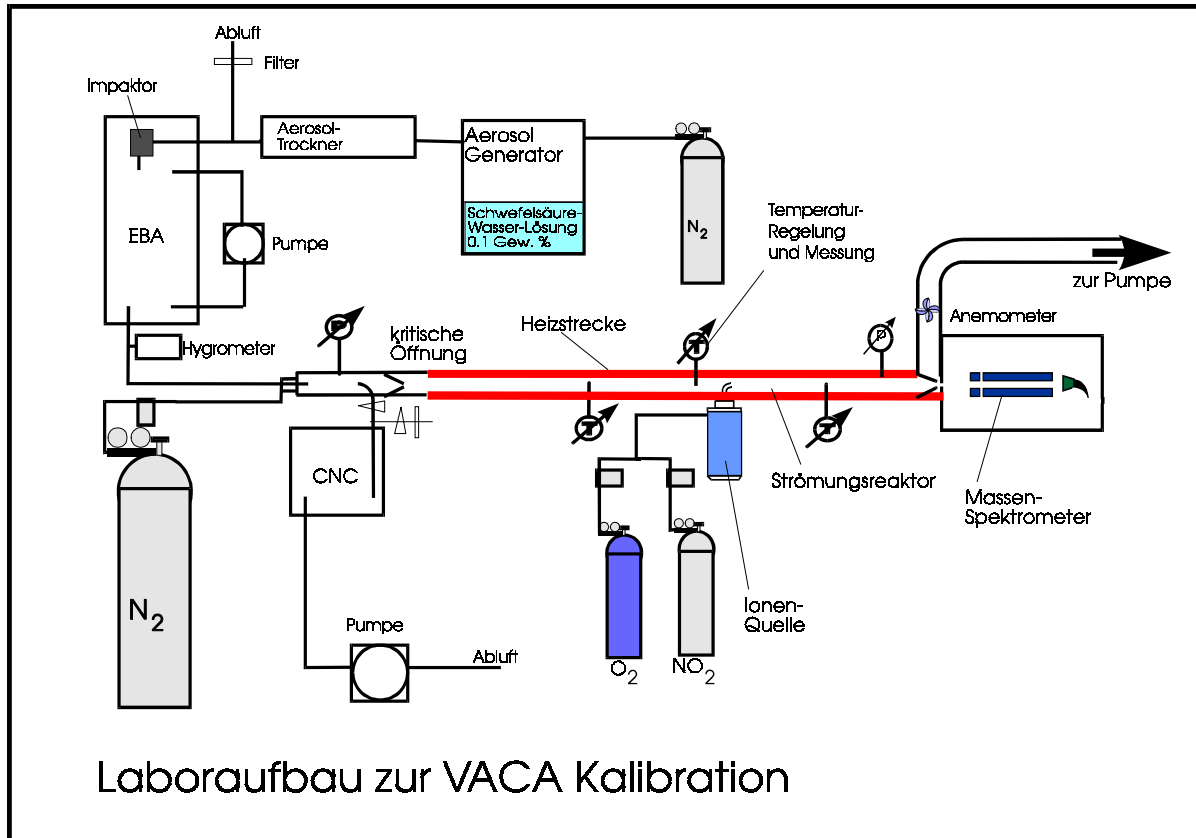 Abluft
Filter
Impaktor
Aerosol-
Trockner
Aerosol
Generator
Schwefelsäure-
Wasser-Lösung
0.1 Gew. %
N2
EBA
Pumpe
Temperatur-
Regelung
und Messung
zur Pumpe
Anemometer
Hygrometer
P
kritische
Öffnung
Heizstrecke
T
P
T
T
CNC
Strömungsreaktor
Massen-
Spektrometer
N2
Ionen-
Quelle
Pumpe
Abluft
O2
NO2
Laboraufbau zur VACA Kalibration